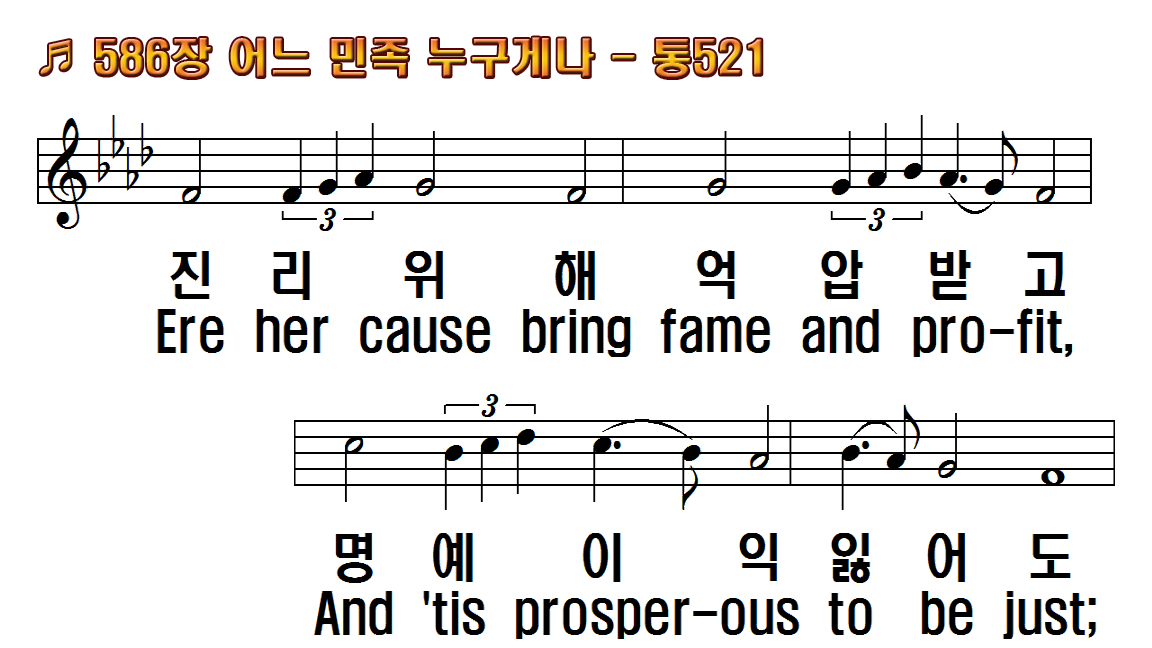 ♬ 586장 어느 민족 누구게나 - 통521
3 3
진 리 위 해 억 압 받 고
Ere her cause bring fame and pro-fit,
3
명 예 이 익 잃 어 도
And 'tis prosper-ous to be just;